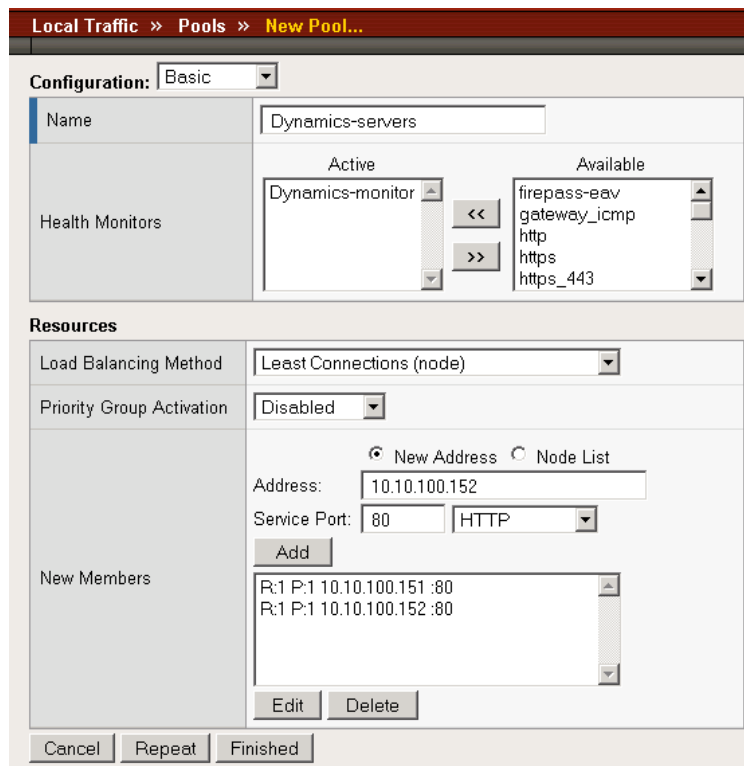 Local Traffic » Pools » New Pool...
Configuration: Basic
Name Dynamics-servers
Health Monitors
Active Available
Dynamics-monitor
<<
>>
firepass-eav
gateway_icmp
http
https
https_443
Resources
Load Balancing Method Least Connections (node)
Priority Group Activation Disabled
New Members
New Address Node List
Address: 10.10.100.152
Service Port: 80 HTTP
Add
R:1 P:1 10.10.100.151 :80
R:1 P:1 10.10.100.152 :80
Edit Delete
Cancel Repeat Finished